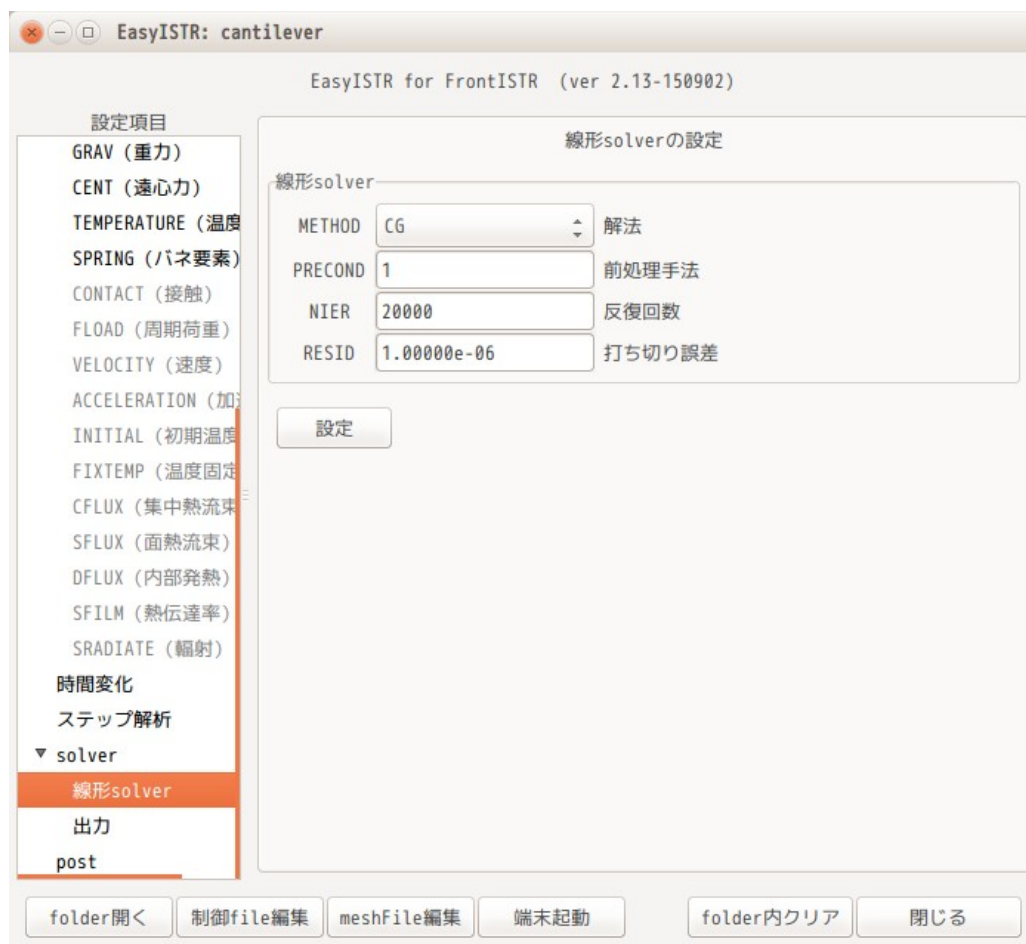 EasyISTR: cantilever
EasyISTR for FrontISTR (ver 2.13-150902)
設定項目
GRAV (重力)
CENT (遠心力)
TEMPERATURE (温度
SPRING (バネ要素)
CONTACT (接触)
FLOAD (周期荷重)
VELOCITY (速度)
ACCELERATION (加速
INITIAL (初期温度
FIXTEMP (温度固定
CFLUX (集中熱流束
SFLUX (面熱流束)
DFLUX (内部発熱)
SFILM (熱伝達率)
SRADIATE (輻射)
時間変化
ステップ解析
solver
線形solver
出力
post
線形solverの設定
線形solver
METHOD CG 解法
PRECOND 1 前処理手法
NIER 20000 反復回数
RESID 1.00000e-06 打ち切り誤差
設定
folder開く 制御file編集 meshFile編集 端末起動 folder内クリア 閉じる